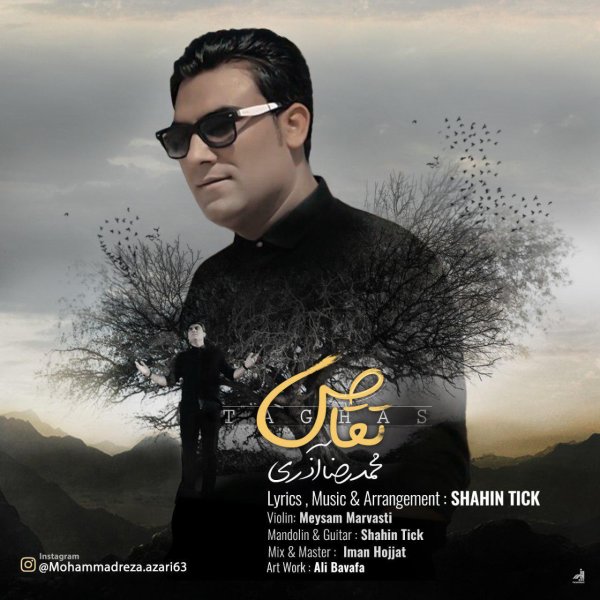 TAGHAS
تقاص
محمدرضا آذری
Lyrics , Music & Arrangement : SHAHIN TICK
Violin: Meysam Marvasti
Mandolin & Guitar : Shahin Tick
Mix & Master : Iman Hojjat
Art Work : Ali Bavafa
Instagram
@Mohammadreza.azari63